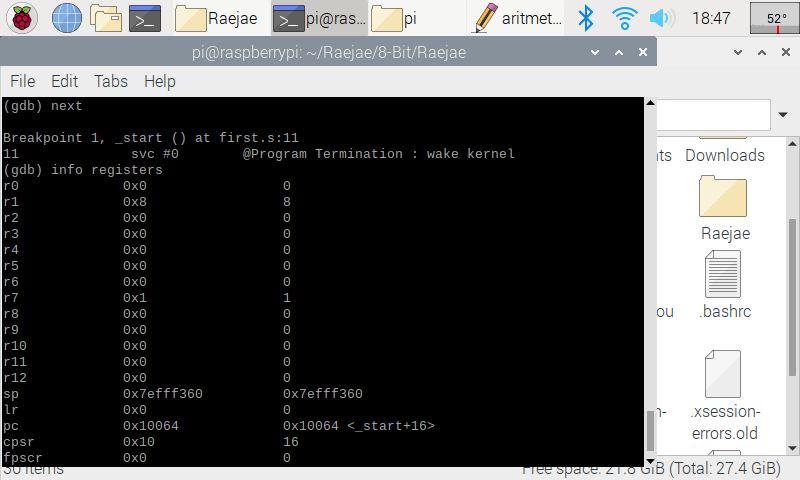 Raejae
pi@ras...
pi
aritmet...
18:47
52°
pi@raspberrypi: ~/Raejae/8-Bit/Raejae
File Edit Tabs Help
(gdb) next
Breakpoint 1, _start () at first.s:11
11 svc #0 @Program Termination : wake kernel
(gdb) info registers
r0 0x0 0
r1 0x8 8
r2 0x0 0
r3 0x0 0
r4 0x0 0
r5 0x0 0
r6 0x0 0
r7 0x1 1
r8 0x0 0
r9 0x0 0
r10 0x0 0
r11 0x0 0
r12 0x0 0
sp 0x7efff360 0x7efff360
lr 0x0 0
pc 0x10064 0x10064 <_start+16>
cpsr 0x10 16
fpscr 0x0 0
nts
Downloads
Raejae
ou
.bashrc
n-
.xsession-
errors.old
50 items
Free space: 21.8 GiB (Total: 27.4 GiB)